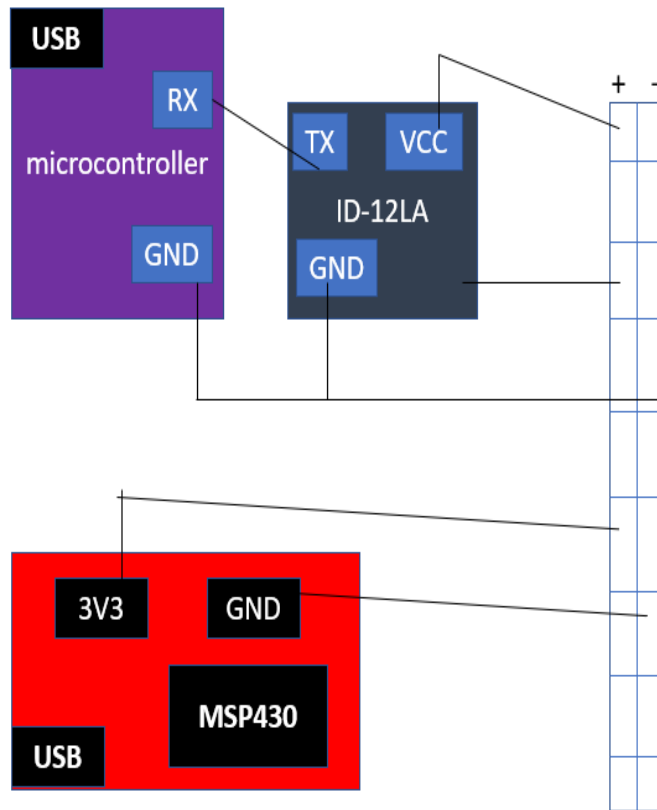 USB
+ -
RX
microcontroller
TX
VCC
ID-12LA
GND
GND
3V3
GND
MSP430
USB